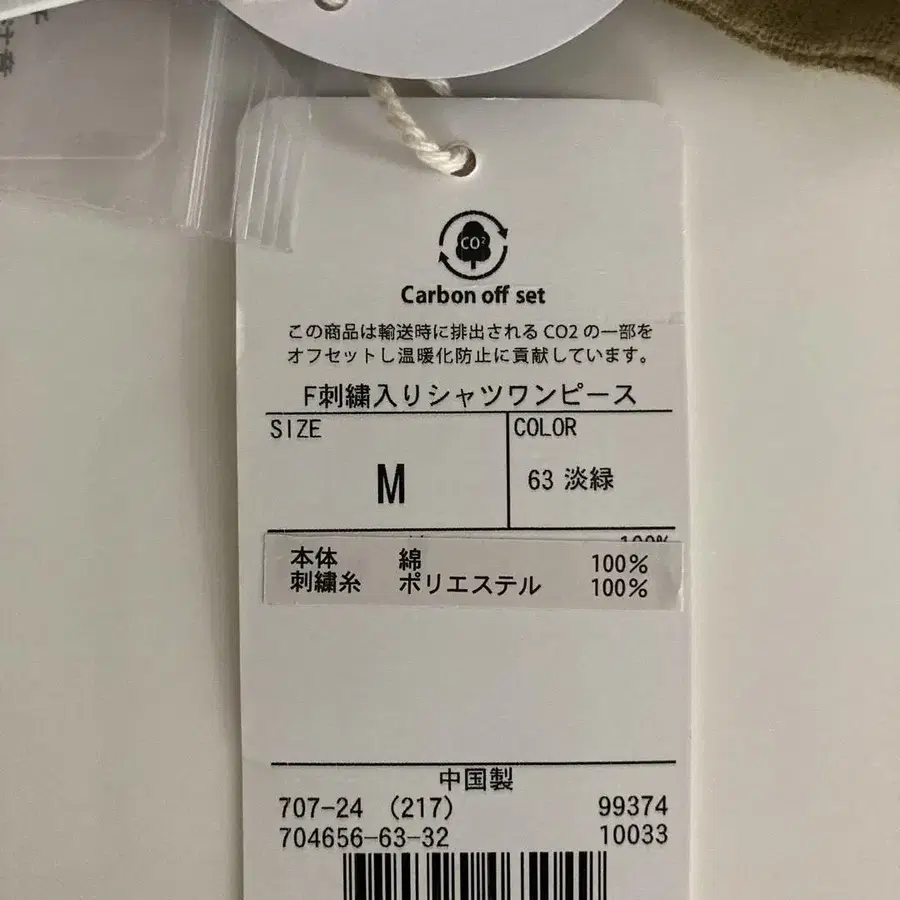 CO²
Carbon off set
この商品は輸送時に排出されるCO2の一部を
オフセットし温暖化防止に貢献しています。
F刺繍入りシャツワンピース
SIZE COLOR
M 63 淡緑
100%
本体 綿 100%
刺繍糸 ポリエステル 100%
中国製
707-24 (217) 99374
704656-63-32 10033